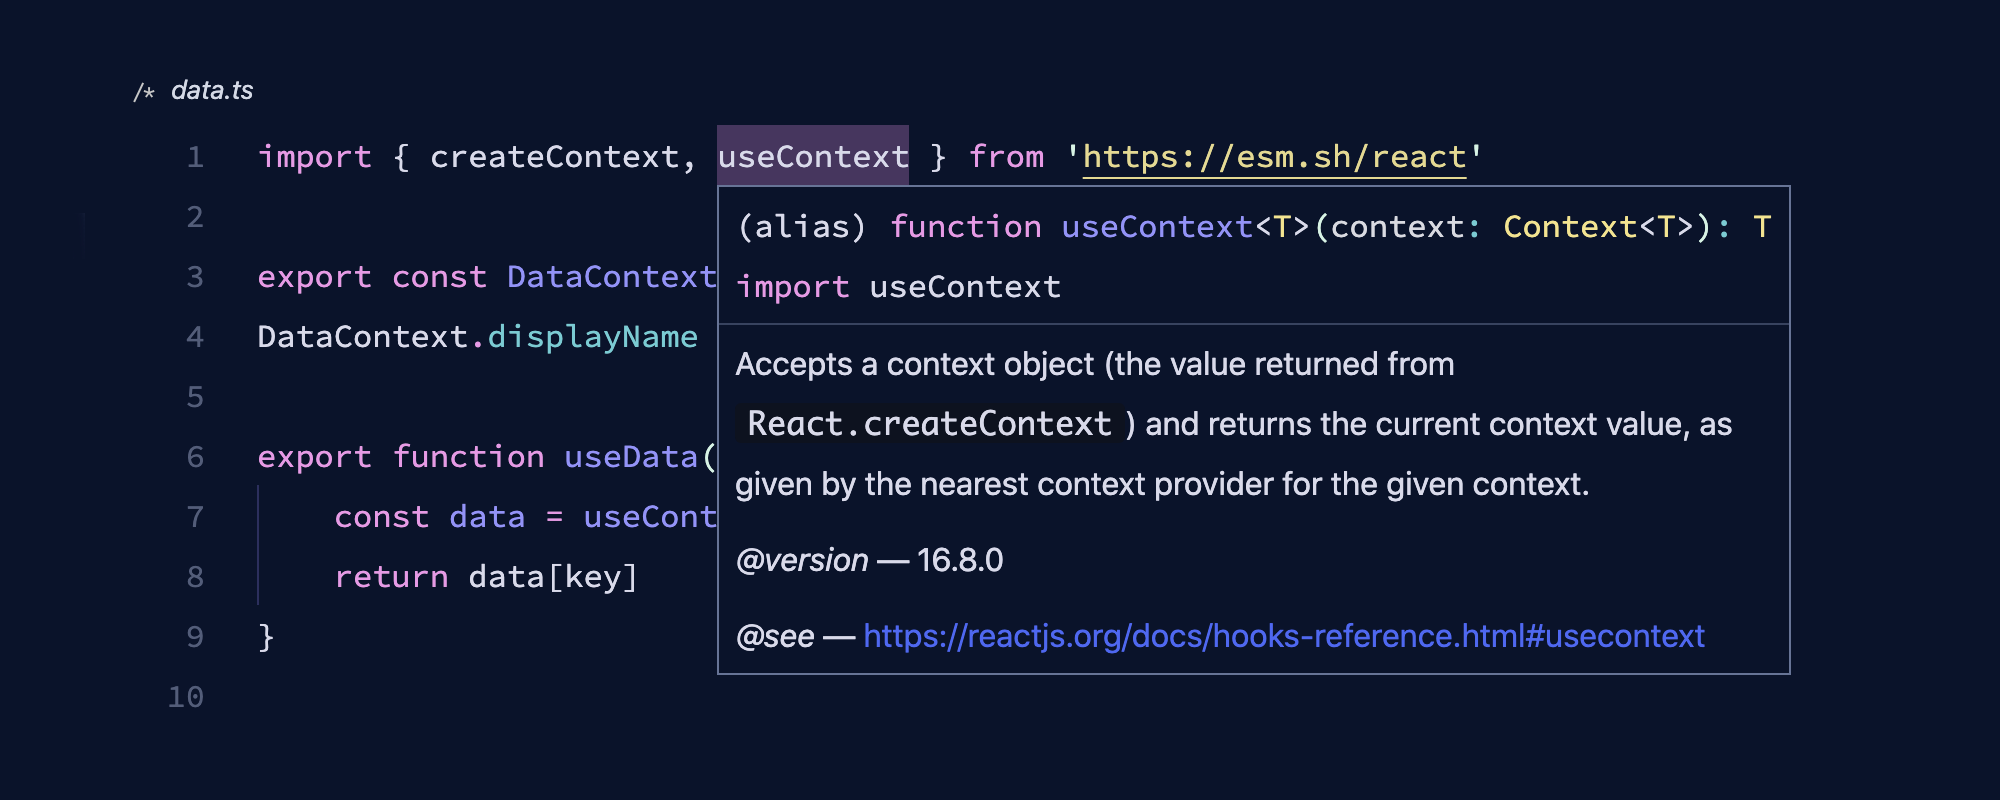 /* data.ts
1 import { createContext, useContext } from 'https://esm.sh/react'
2
(alias) function useContext<T>(context: Context<T>): T
import useContext
3 export const DataContext
4 DataContext.displayName
Accepts a context object (the value returned from
React.createContext ) and returns the current context value, as
given by the nearest context provider for the given context.
@version — 16.8.0
@see — https://reactjs.org/docs/hooks-reference.html#usecontext
5
6 export function useData(
7 const data = useCont
8 return data[key]
9 }
10